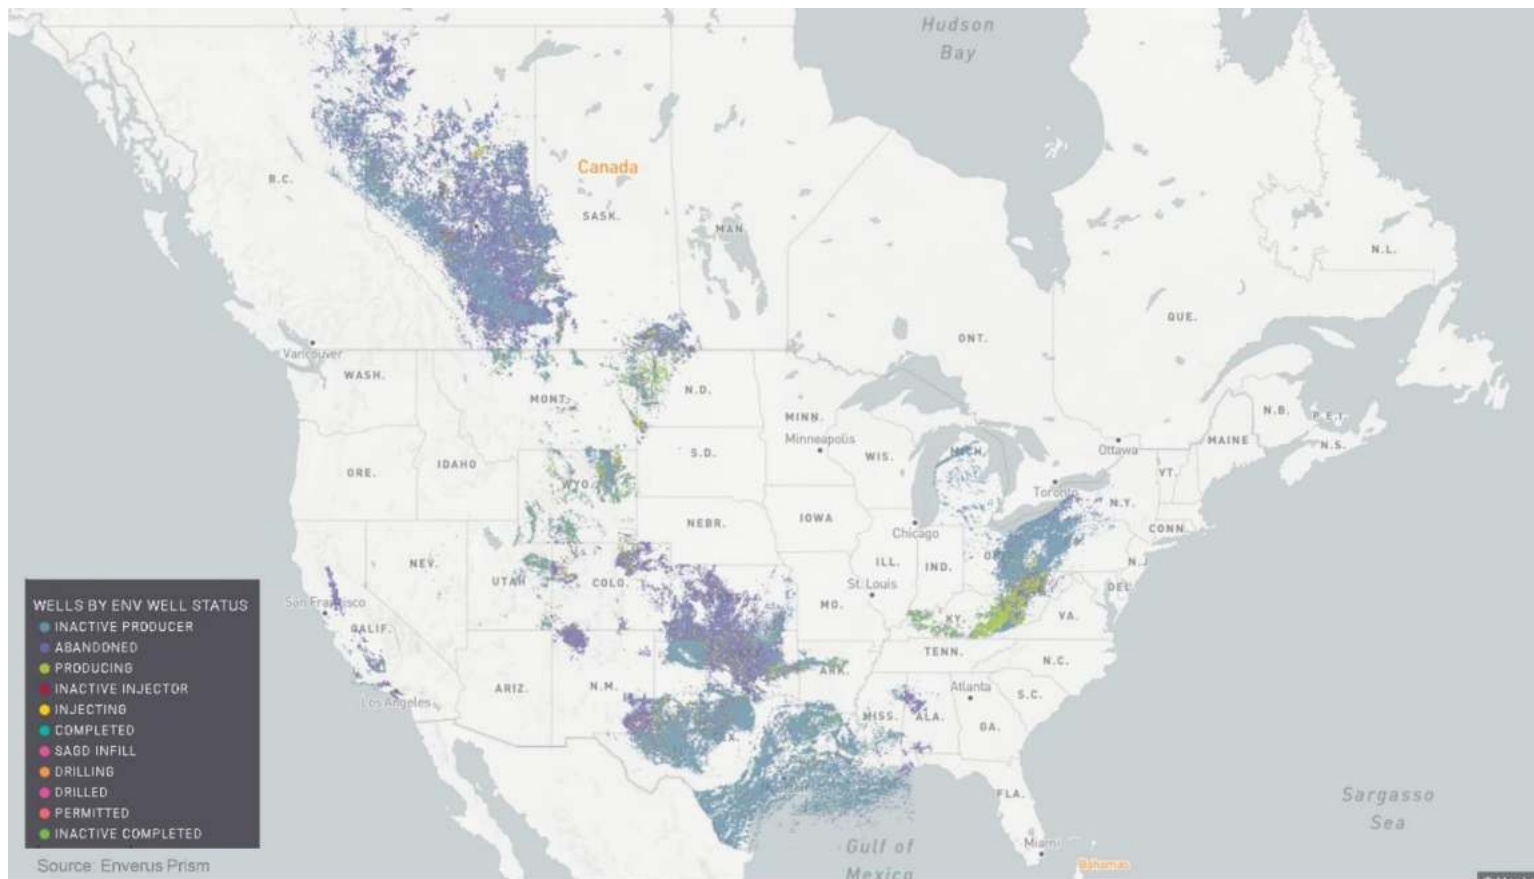 Hudson
Bay
Canada
B.C.
SASK.
MAN
N.L.
QUE.
ONT.
Vancouver
WASH.
MONT.
N.D.
MINN.
Minneapolis
N.B.
P.E.I.
N.S.
MAINE
Ottawa
ORE.
IDAHO
S.D.
WIS.
MICH.
VT.
WYO.
Toronto
N.Y.
NEBR.
IOWA
Chicago
CONN.
NEV.
UTAH
COLO.
ILL.
IND.
N.J
St. Louis
MO.
DEL
San Francisco
CALIF.
KY.
VA.
TENN.
N.C.
ARIZ.
N.M.
ARK.
Los Angeles
Atlanta
S.C.
MISS.
ALA.
GA.
FLA.
Sargasso
Sea
Miami
Gulf of
Mexico
Bahamas
WELLS BY ENV WELL STATUS
INACTIVE PRODUCER
ABANDONED
PRODUCING
INACTIVE INJECTOR
INJECTING
COMPLETED
SAGD INFILL
DRILLING
DRILLED
PERMITTED
INACTIVE COMPLETED
Source: Enverus Prism